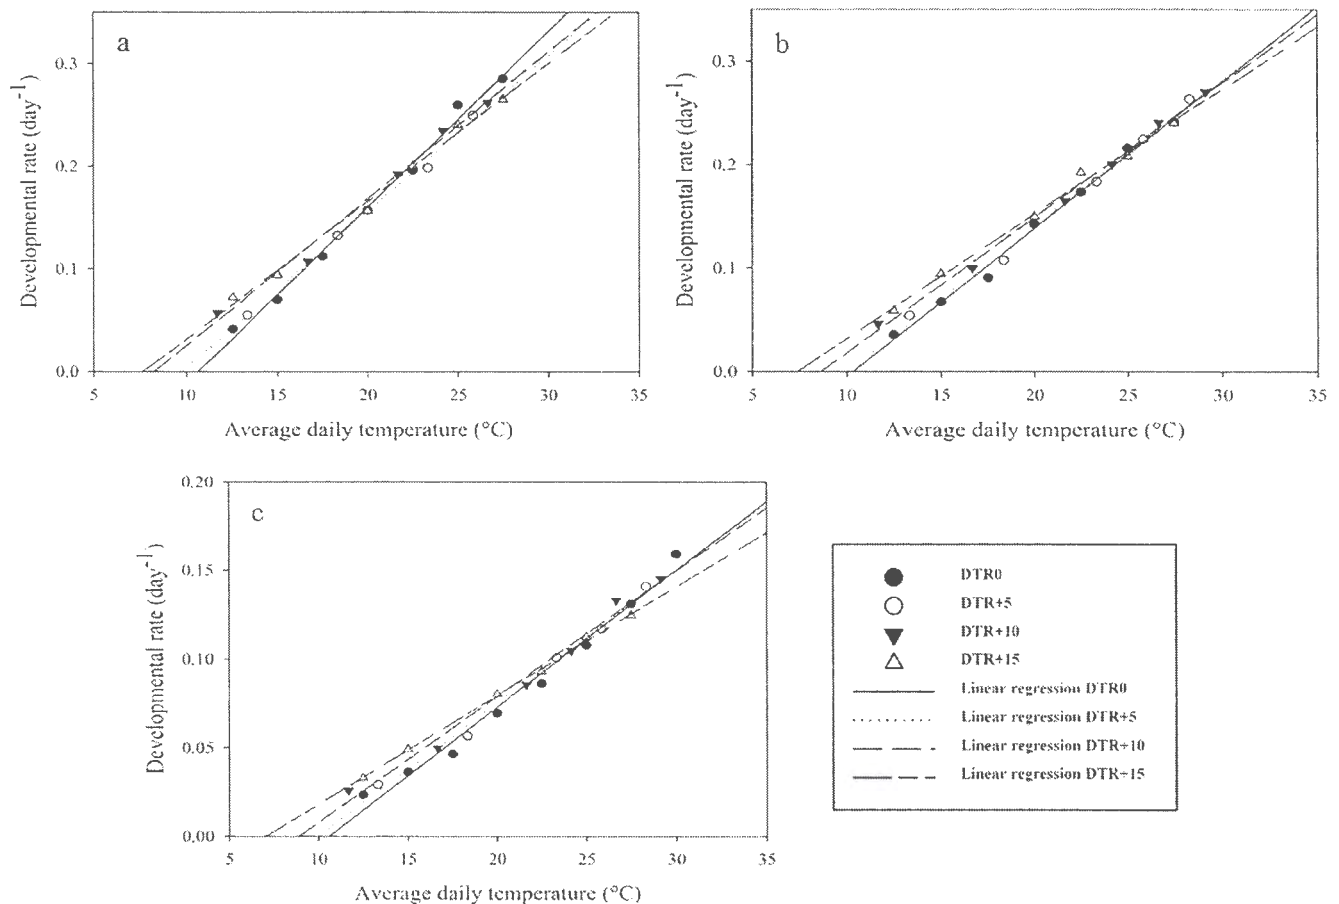 a
Developmental rate (day⁻¹)
0.3
0.2
0.1
0.0
5 10 15 20 25 30 35
Average daily temperature (°C)
b
Developmental rate (day⁻¹)
0.3
0.2
0.1
0.0
5 10 15 20 25 30 35
Average daily temperature (°C)
c
Developmental rate (day⁻¹)
0.20
0.15
0.10
0.05
0.00
5 10 15 20 25 30 35
Average daily temperature (°C)
DTR0
DTR+5
DTR+10
DTR+15
Linear regression DTR0
Linear regression DTR+5
Linear regression DTR+10
Linear regression DTR+15